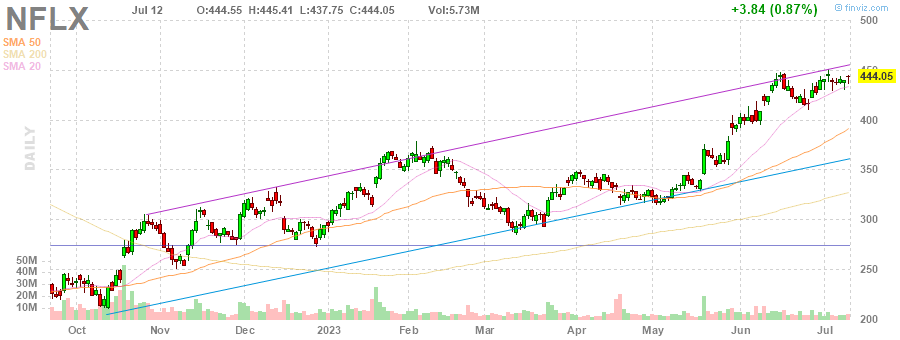 NFLX Jul 12 O:444.55 H:445.41 L:437.75 C:444.05 Vol:5.73M +3.84 (0.87%) © finviz.com
SMA 50
SMA 200
SMA 20
DAILY
500
450
444.05
400
350
300
250
200
50M
40M
30M
20M
10M
Oct Nov Dec 2023 Feb Mar Apr May Jun Jul